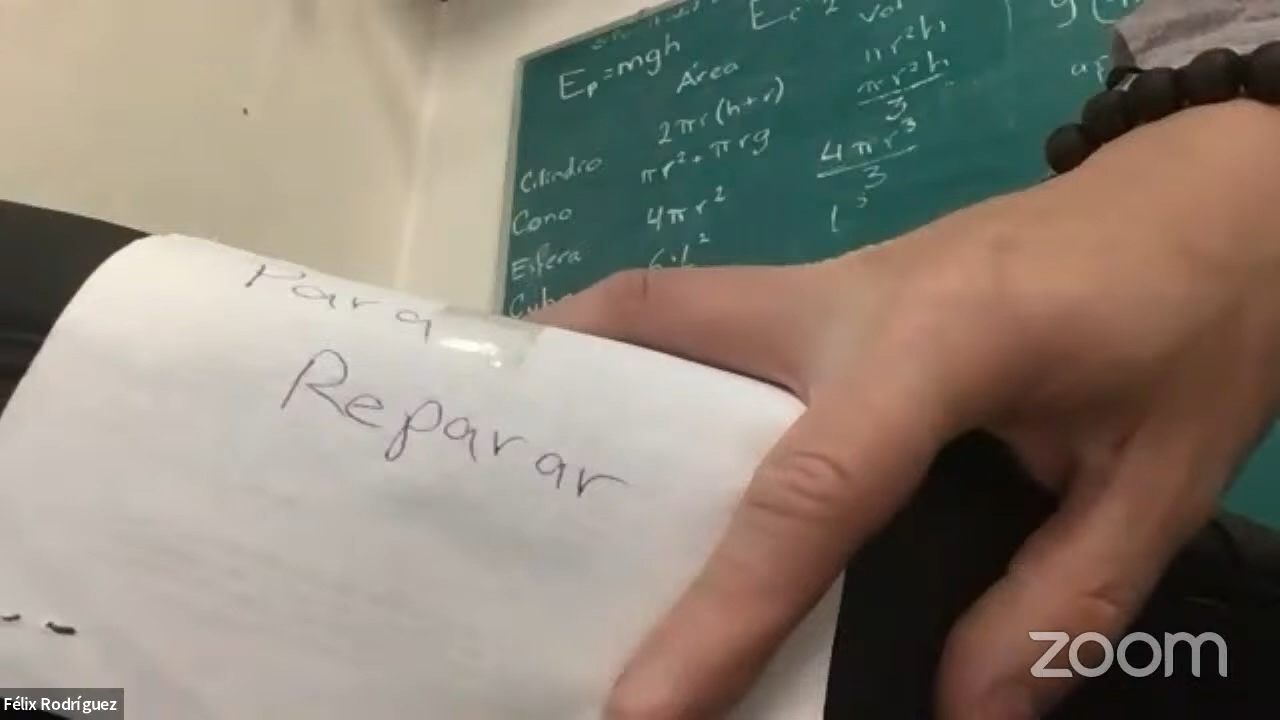 Ep=mgh
Área
Vol
Cilindro 2πr(h+r) πr²h
Cono πr²+πrg πr²h/3
Esfera 4πr² 4πr³/3
Para
Reparar
Félix Rodríguez
zoom